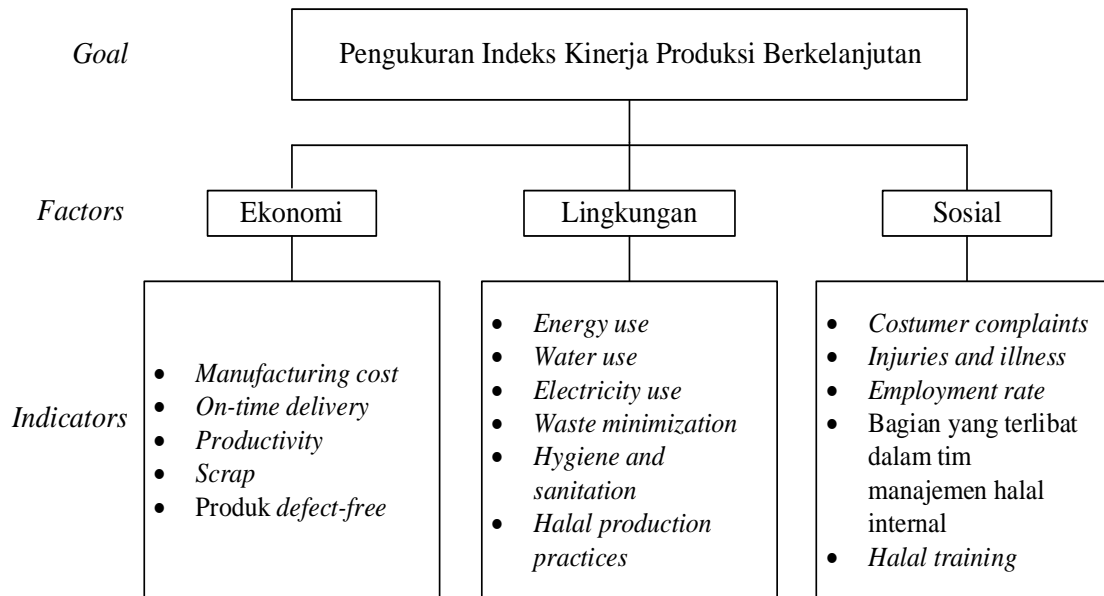 Goal
Pengukuran Indeks Kinerja Produksi Berkelanjutan
Factors
Ekonomi
Lingkungan
Sosial
Indicators
• Manufacturing cost
• On-time delivery
• Productivity
• Scrap
• Produk defect-free
• Energy use
• Water use
• Electricity use
• Waste minimization
• Hygiene and
sanitation
• Halal production
practices
• Costumer complaints
• Injuries and illness
• Employment rate
• Bagian yang terlibat
dalam tim
manajemen halal
internal
• Halal training